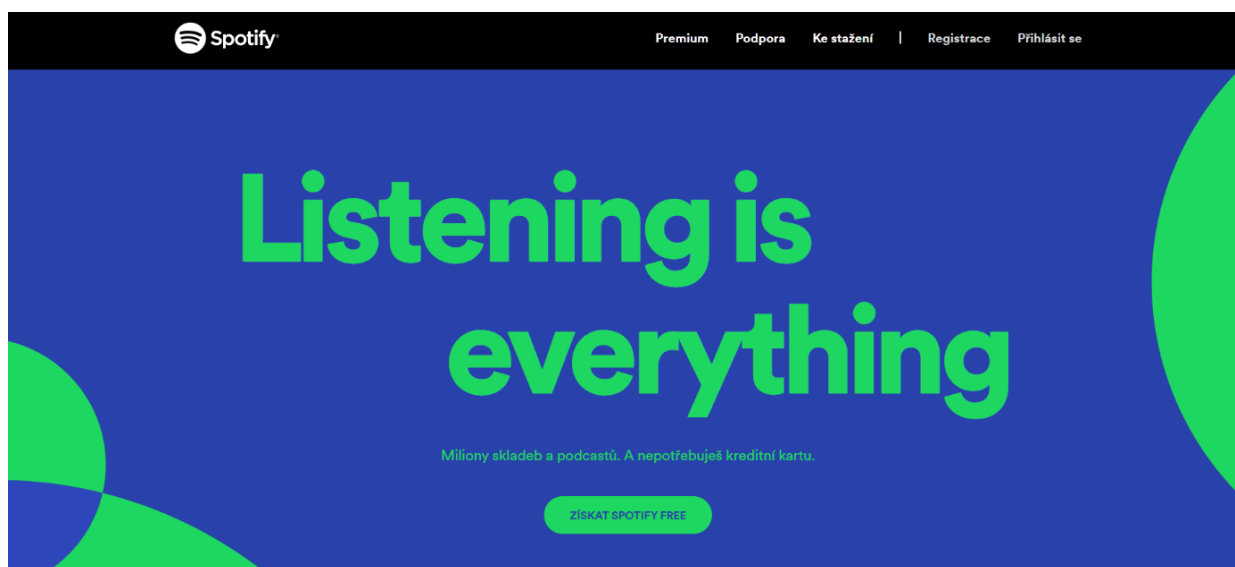 Spotify
Premium Podpora Ke stažení | Registrace Přihlásit se
Listening is
everything
Miliony skladeb a podcastů. A nepotřebuješ kreditní kartu.
ZÍSKAT SPOTIFY FREE